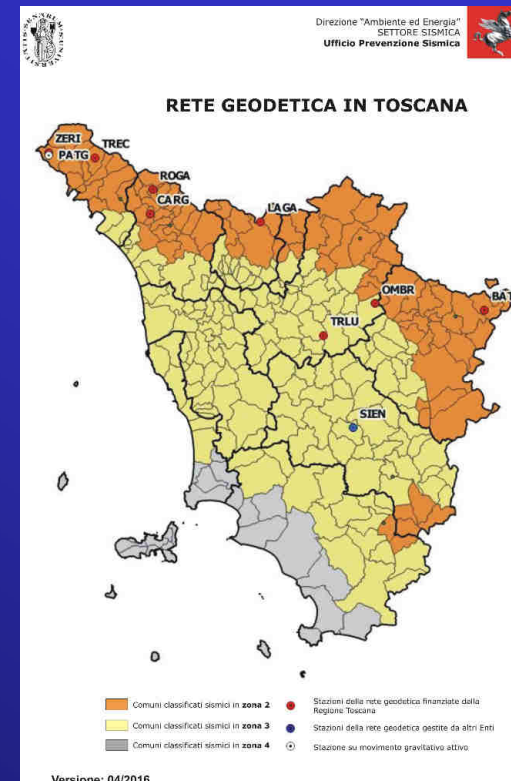 Direzione "Ambiente ed Energia"
SETTORE SISMICA
Ufficio Prevenzione Sismica
RETE GEODETICA IN TOSCANA
ZERI
TREC
PATG
ROGA
CARG
LAGA
OMBR
BAT
TRLU
SIEN
Comuni classificati sismici in zona 2
Stazioni della rete geodetica finanziate dalla
Regione Toscana
Comuni classificati sismici in zona 3
Stazioni della rete geodetica gestite da altri Enti
Comuni classificati sismici in zona 4
Stazione su movimento gravitativo attivo
Versione: 04/2016